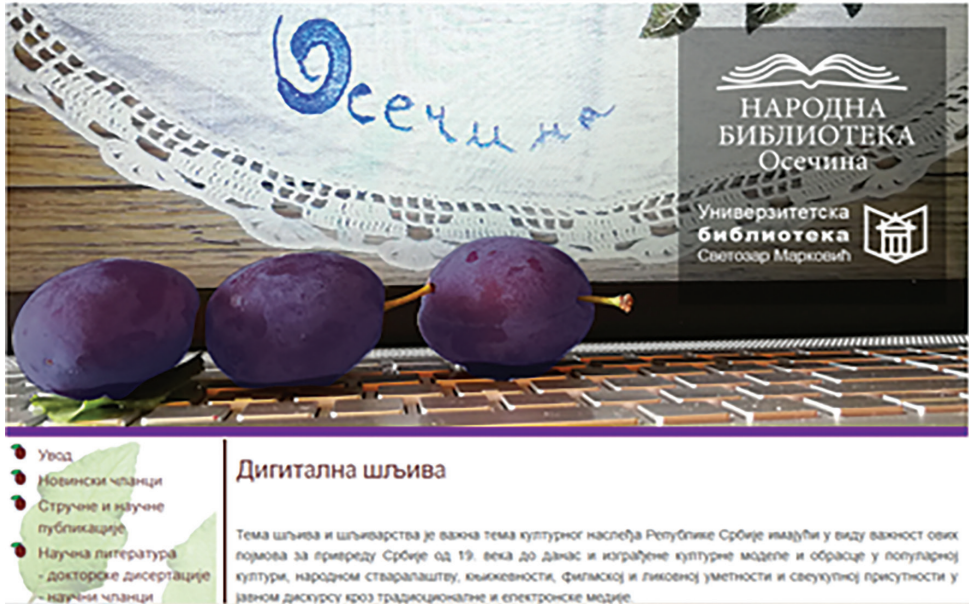 Осечина
НАРОДНА
БИБЛИОТЕКА
Осечина
Универзитетска
библиотека
Светозар Марковић
Увод
Новински чланци
Стручне и научне
публикације
Научна литература
- докторске дисертације
- научни чланци
Дигитална шљива
Тема шљива и шљиварства је важна тема културног наслеђа Републике Србије имајући у виду важност ових
појмова за привреду Србије од 19. века до данас и изграђене културне моделе и обрасце у популарној
култури, народном стваралаштву, књижевности, филмској и ликовној уметности и свеукупној присутности у
јавном дискурсу кроз традиционалне и електронске медије.